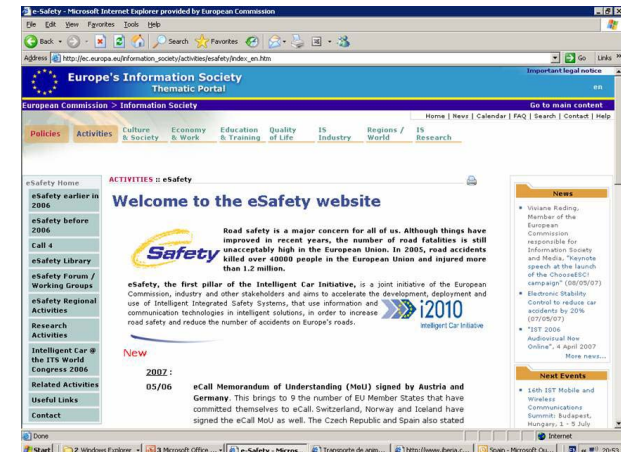 e-Safety - Microsoft Internet Explorer provided by European Commission
File Edit View Favorites Tools Help
Back Search Favorites
Address http://ec.europa.eu/information_society/activities/esafety/index_en.htm Go Links
Important legal notice
Europe's Information Society
Thematic Portal
en
European Commission > Information Society Go to main content
Home | News | Calendar | FAQ | Search | Contact | Help
Policies Activities Culture & Society Economy & Work Education & Training Quality of Life IS Industry Regions / World IS Research
ACTIVITIES :: eSafety
Welcome to the eSafety website
eSafety Home
eSafety earlier in
2006
eSafety before
2006
Call 4
eSafety Library
eSafety Forum /
Working Groups
eSafety Regional
Activities
Research
Activities
Intelligent Car @
the ITS World
Congress 2006
Related Activities
Useful Links
Contact
Safety
Road safety is a major concern for all of us. Although things have
improved in recent years, the number of road fatalities is still
unacceptably high in the European Union. In 2005, road accidents
killed over 40000 people in the European Union and injured more
than 1.2 million.
eSafety, the first pillar of the Intelligent Car Initiative, is a joint initiative of the European
Commission, industry and other stakeholders and aims to accelerate the development, deployment and
use of Intelligent Integrated Safety Systems, that use information and
communication technologies in intelligent solutions, in order to increase
road safety and reduce the number of accidents on Europe's roads.
i2010
Intelligent Car Initiative
New
2007 :
05/06 eCall Memorandum of Understanding (MoU) signed by Austria and
Germany. This brings to 9 the number of EU Member States that have
committed themselves to eCall. Switzerland, Norway and Iceland have
signed the eCall MoU as well. The Czech Republic and Spain also stated
News
Viviane Reding,
Member of the
European
Commission
responsible for
Information Society
and Media, "Keynote
speech at the launch
of the ChooseESC!
campaign" (08/05/07)
Electronic Stability
Control to reduce car
accidents by 20%
(07/05/07)
"IST 2006
Audiovisual Now
Online", 4 April 2007
More news...
Next Events
16th IST Mobile and
Wireless
Communications
Summit: Budapest,
Hungary, 1 - 5 July
Done Internet
Start 2 Windows Explorer 3 Microsoft Office ... e-Safety - Micros... Transporte de anim... http://www.iberia.c... Spain - Microsoft Ou... 20:53